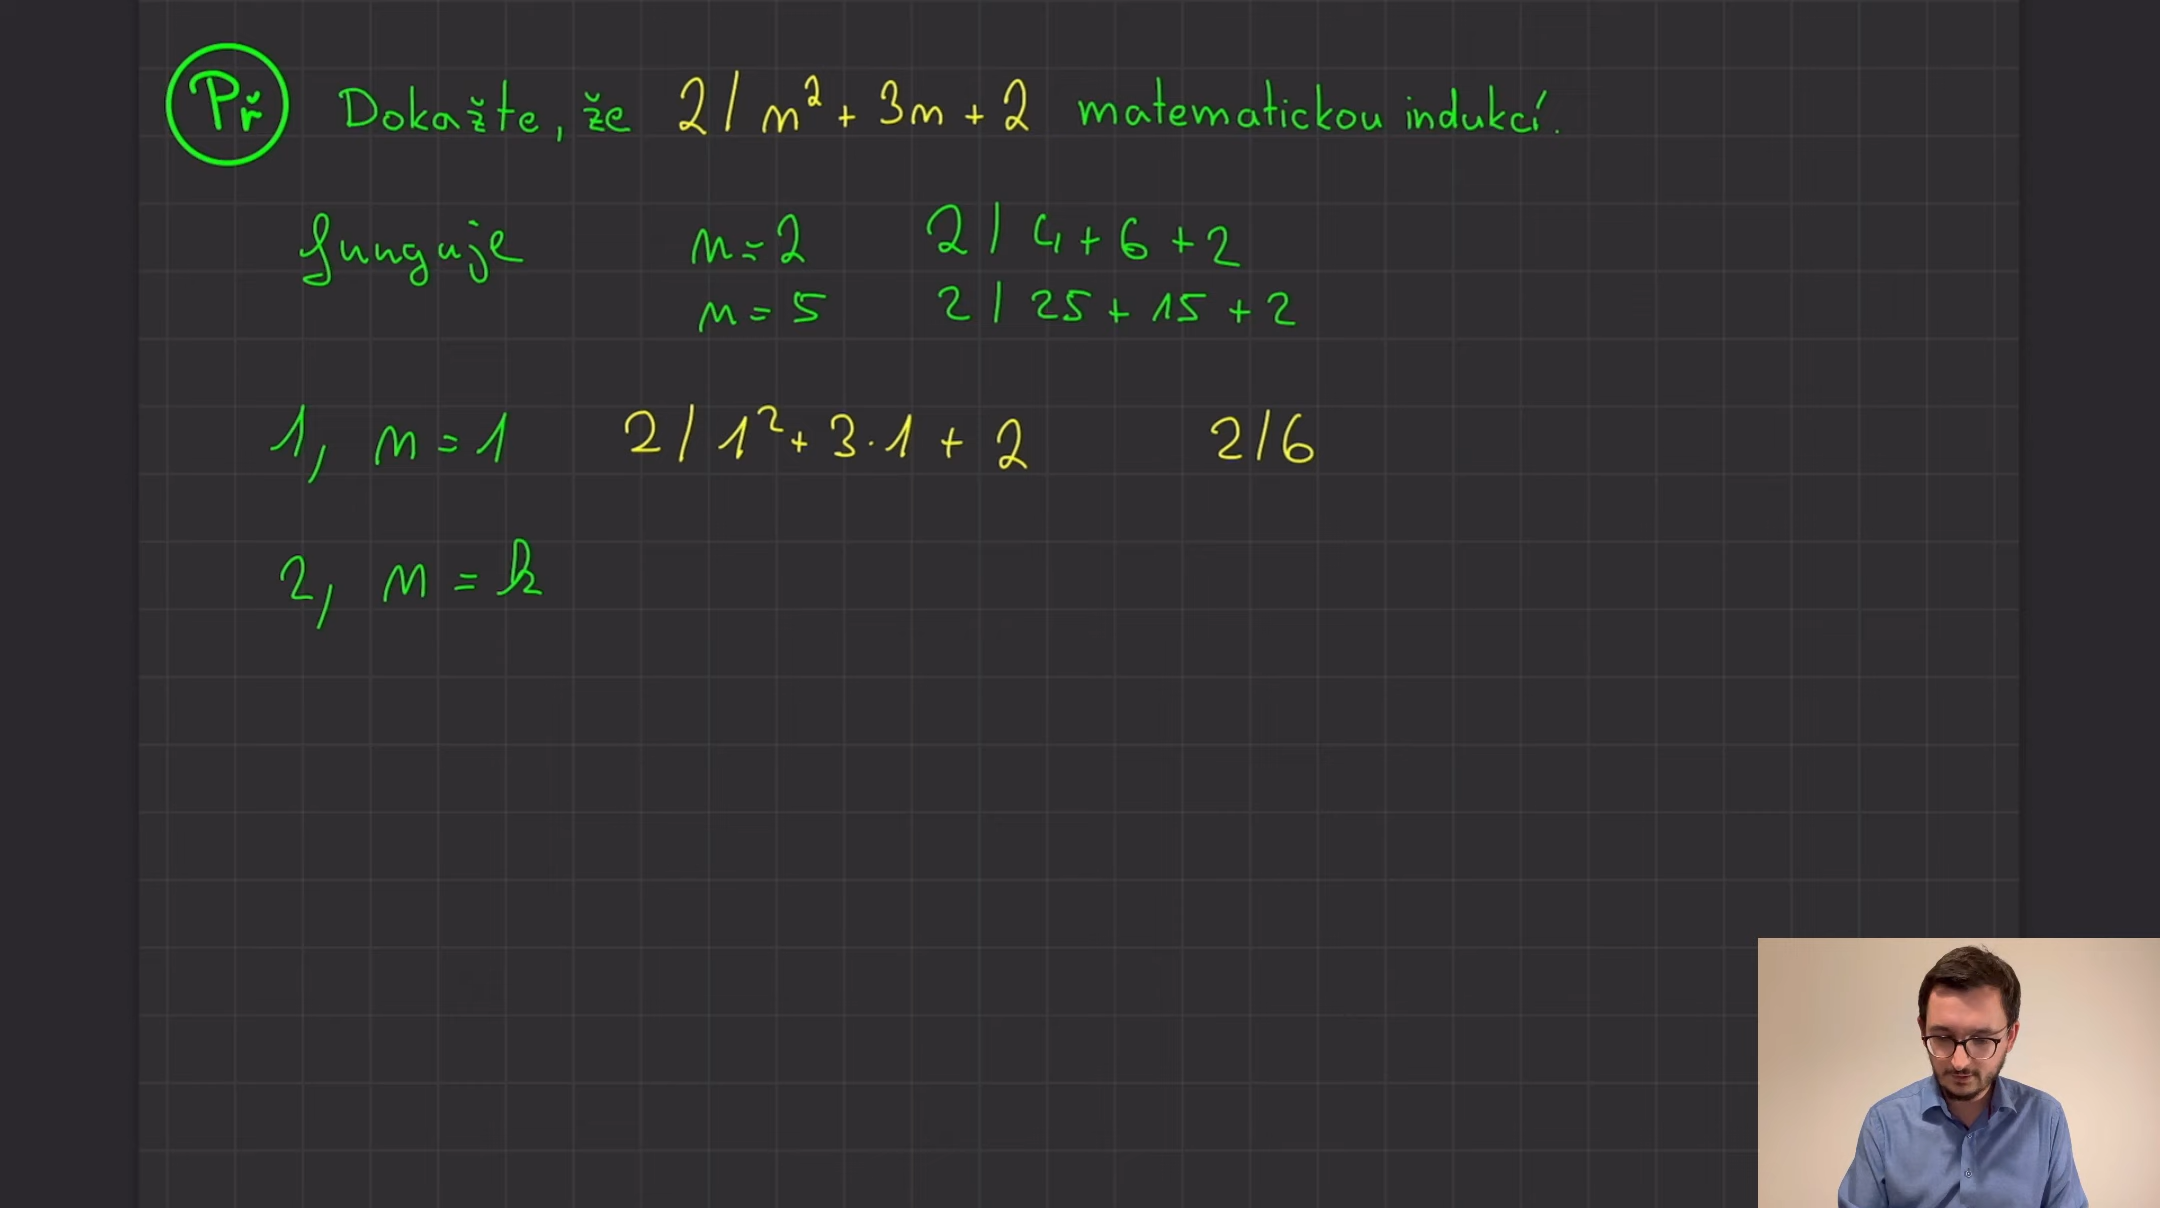 Př Dokažte, že 2 | n² + 3n + 2 matematickou indukcí.
funguje n = 2 2 | 4 + 6 + 2
n = 5 2 | 25 + 15 + 2
1, n = 1 2 | 1² + 3·1 + 2 2 | 6
2, n = k